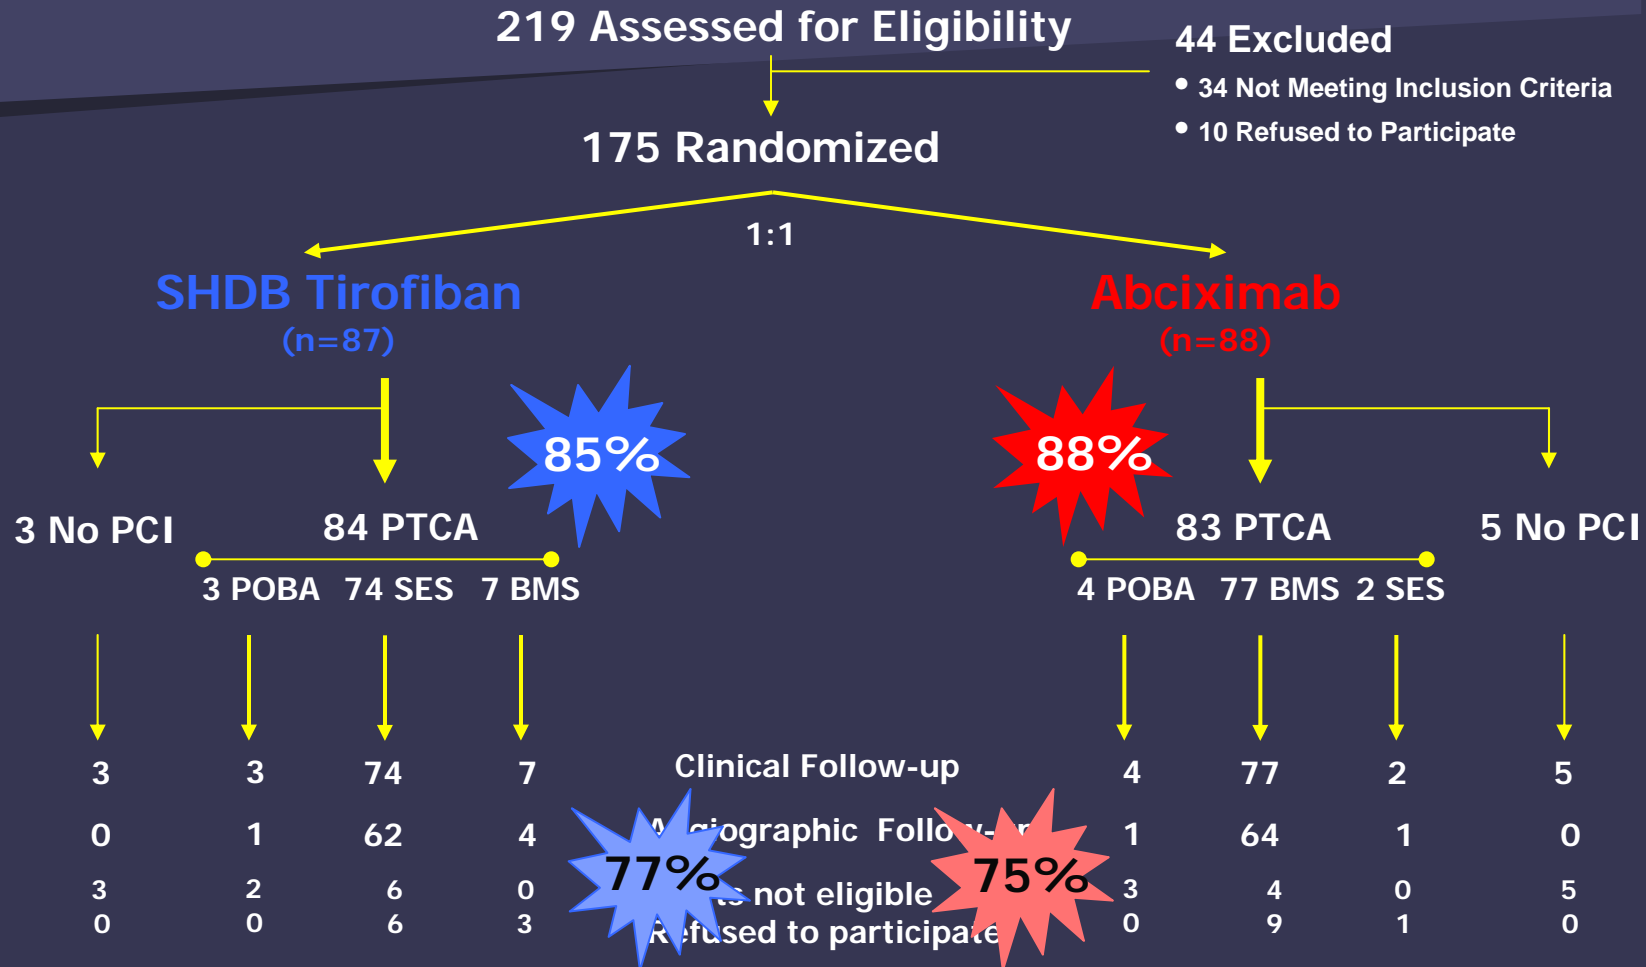 219 Assessed for Eligibility
44 Excluded
• 34 Not Meeting Inclusion Criteria
• 10 Refused to Participate
175 Randomized
1:1
SHDB Tirofiban
(n=87)
Abciximab
(n=88)
85%
88%
3 No PCI
84 PTCA
83 PTCA
5 No PCI
3 POBA 74 SES 7 BMS
4 POBA 77 BMS 2 SES
3 3 74 7 Clinical Follow-up 4 77 2 5
0 1 62 4 1 64 1 0
77%
75%
3 2 6 0 not eligible 3 4 0 5
0 0 6 3 Refused to participate 0 9 1 0